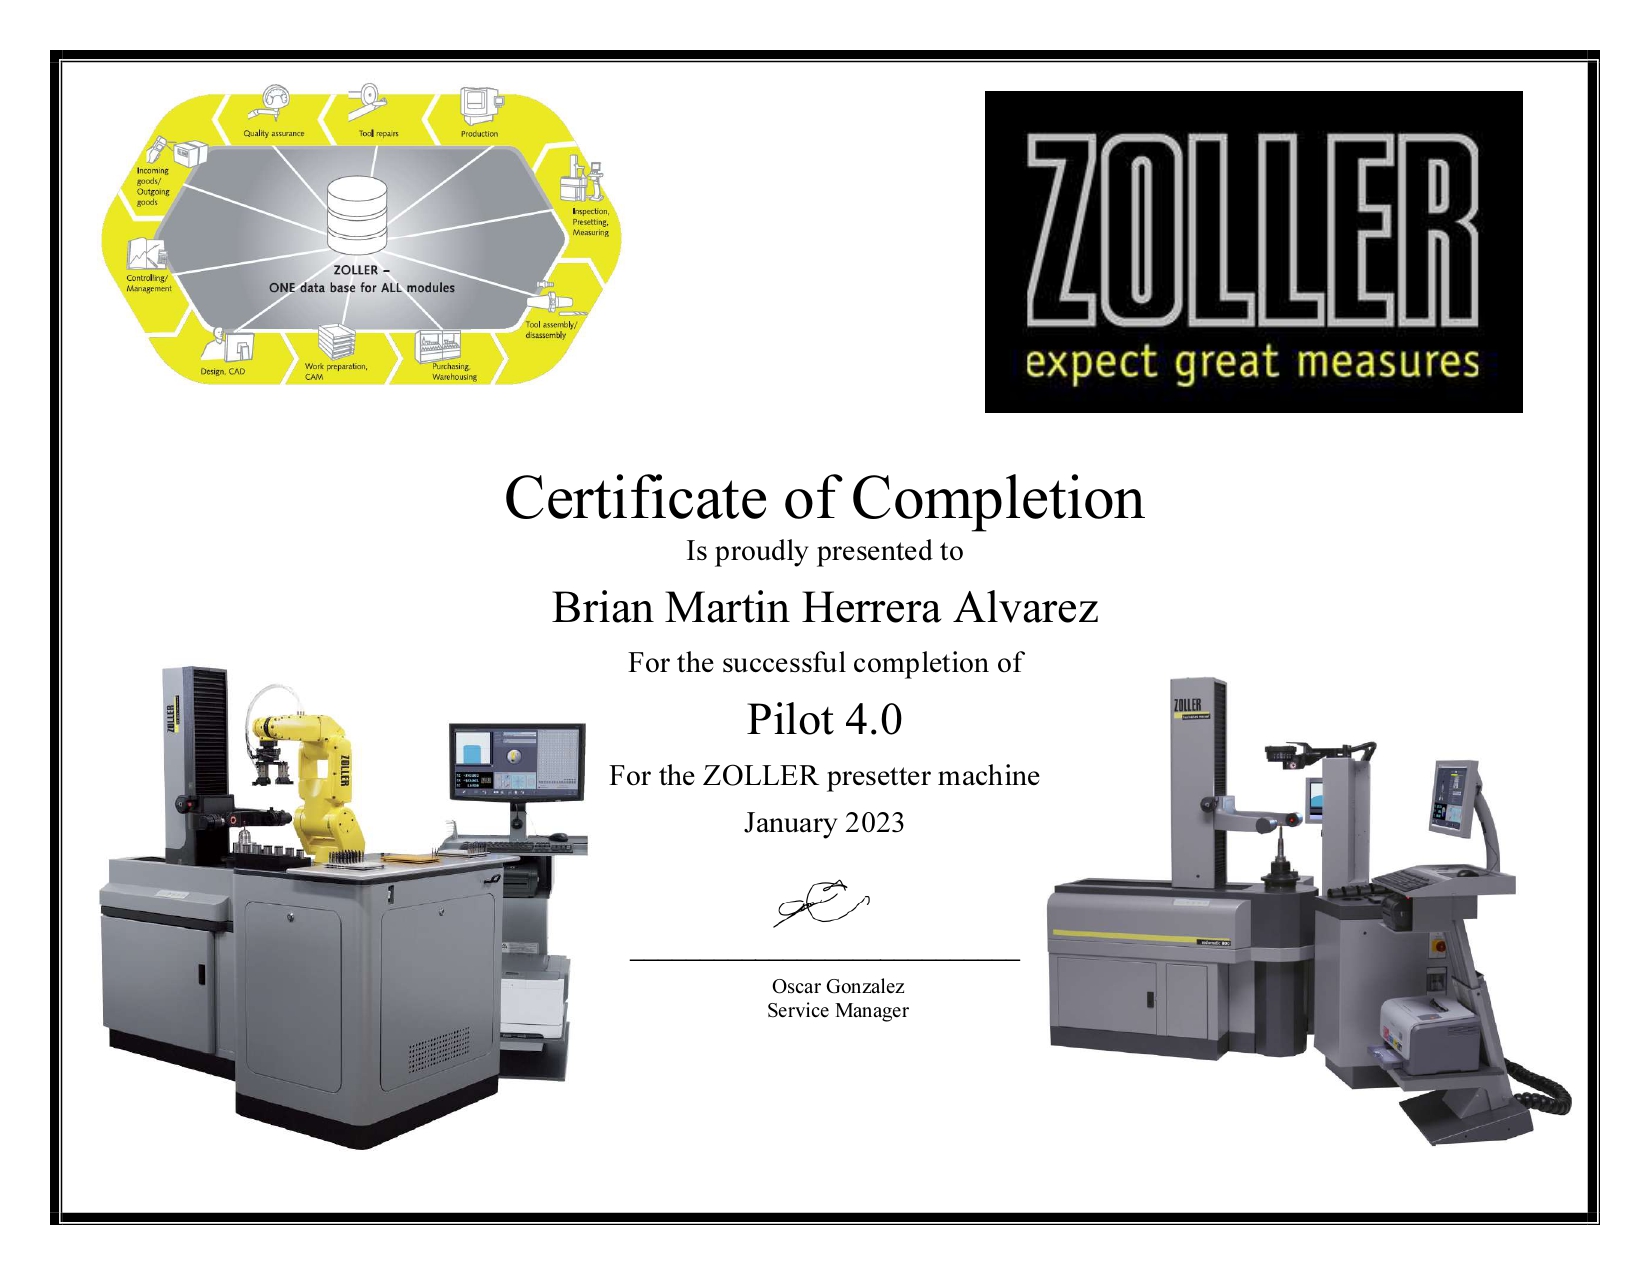 Quality assurance
Tool repairs
Production
Incoming
goods/
Outgoing
goods
Inspection,
Presetting,
Measuring
Controlling/
Management
ZOLLER –
ONE data base for ALL modules
Tool assembly/
disassembly
Design, CAD
Work preparation,
CAM
Purchasing,
Warehousing
ZOLLER
expect great measures
Certificate of Completion
Is proudly presented to
Brian Martin Herrera Alvarez
For the successful completion of
Pilot 4.0
For the ZOLLER presetter machine
January 2023
Oscar Gonzalez
Service Manager
ZOLLER
ZOLLER
ZOLLER